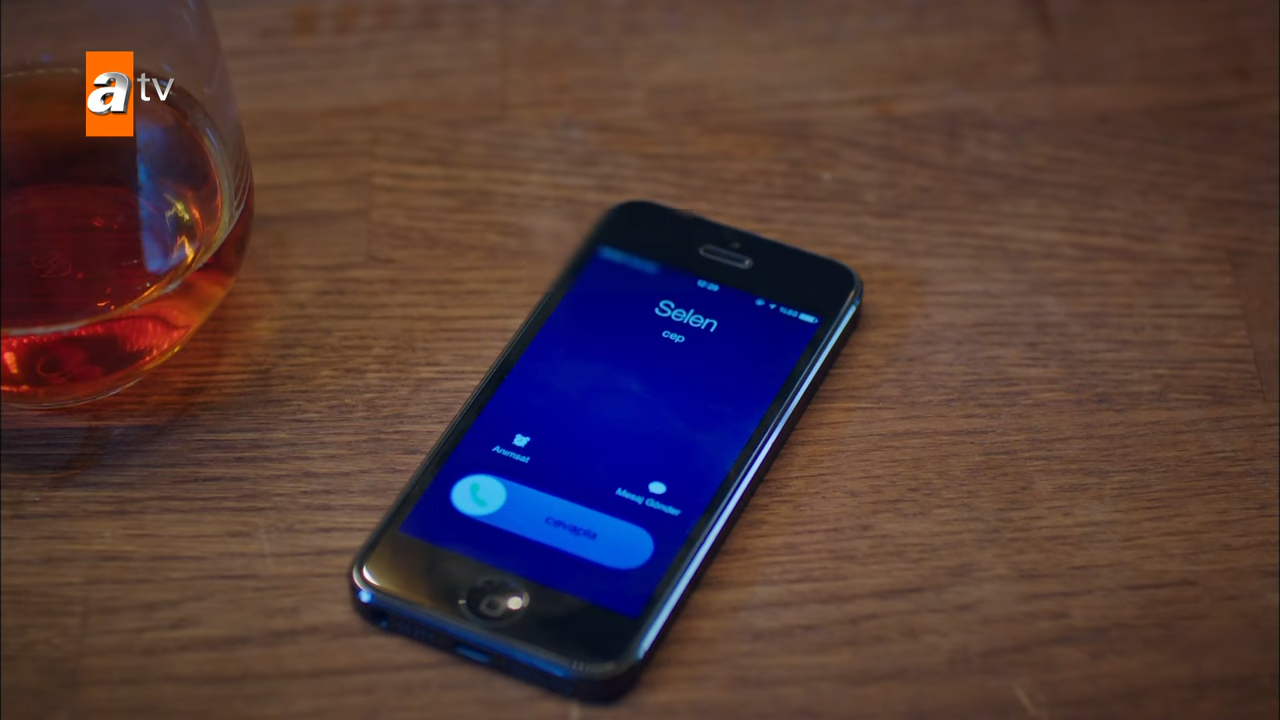 atv
Selen
cep
Anımsat
Mesaj Gönder
cevapla